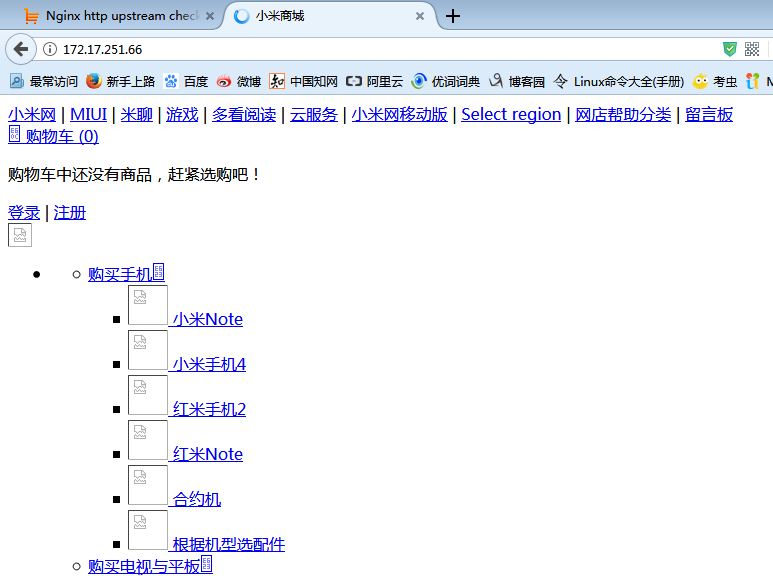 Nginx http upstream check
小米商城
172.17.251.66
最常访问 新手上路 百度 微博 中国知网 阿里云 优词词典 博客园 Linux命令大全(手册) 考虫
小米网 | MIUI | 米聊 | 游戏 | 多看阅读 | 云服务 | 小米网移动版 | Select region | 网店帮助分类 | 留言板
购物车 (0)
购物车中还没有商品，赶紧选购吧！
登录 | 注册
购买手机
小米Note
小米手机4
红米手机2
红米Note
合约机
根据机型选配件
购买电视与平板